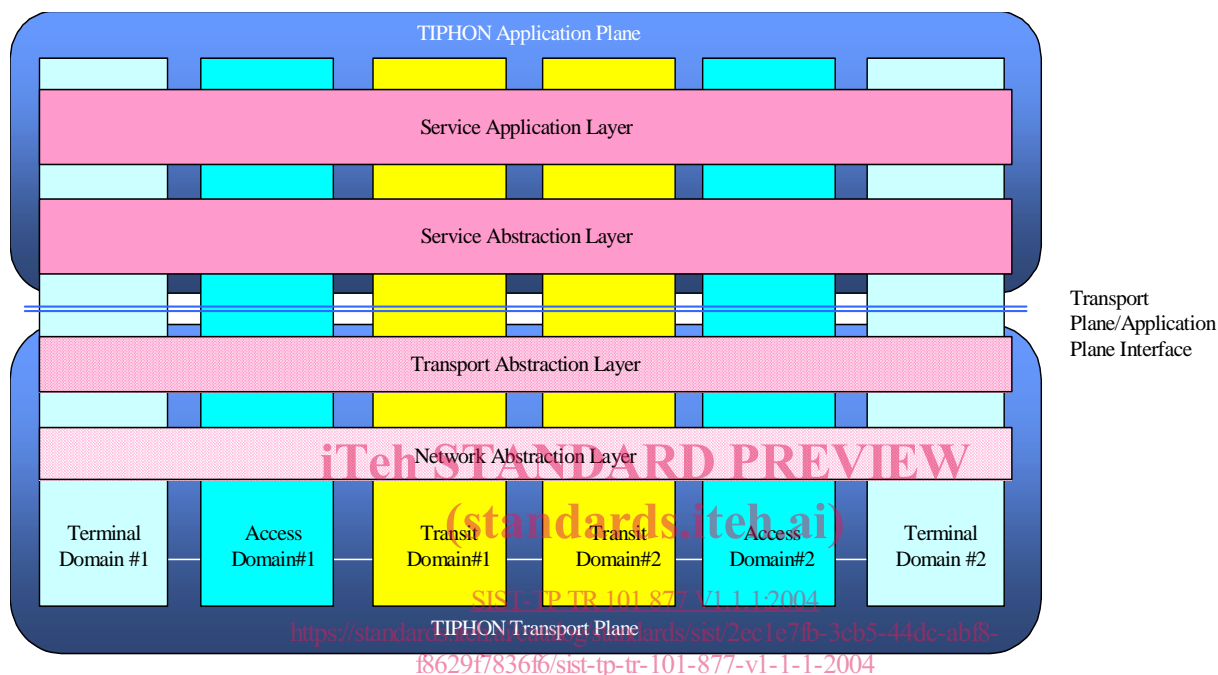 TIPHON Application Plane
Service Application Layer
Service Abstraction Layer
Transport
Plane/Application
Plane Interface
Transport Abstraction Layer
Network Abstraction Layer
iTeh STANDARD PREVIEW
(standards.iteh.ai)
Terminal
Domain #1
Access
Domain#1
Transit
Domain#1
Transit
Domain#2
Access
Domain#2
Terminal
Domain #2
SIST-TP TR 101 877 V1.1.1:2004
TIPHON Transport Plane
https://standards.iteh.ai/catalog/standards/sist/2ec1e7fb-3cb5-44dc-abf8-
f8629f7836f6/sist-tp-tr-101-877-v1-1-1-2004